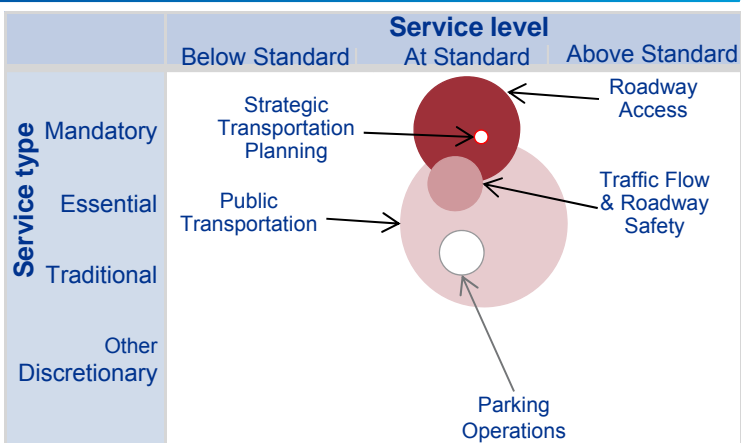 Service level
Below Standard
At Standard
Above Standard
Service type
Mandatory
Essential
Traditional
Other
Discretionary
Strategic
Transportation
Planning
Roadway
Access
Public
Transportation
Traffic Flow
& Roadway
Safety
Parking
Operations